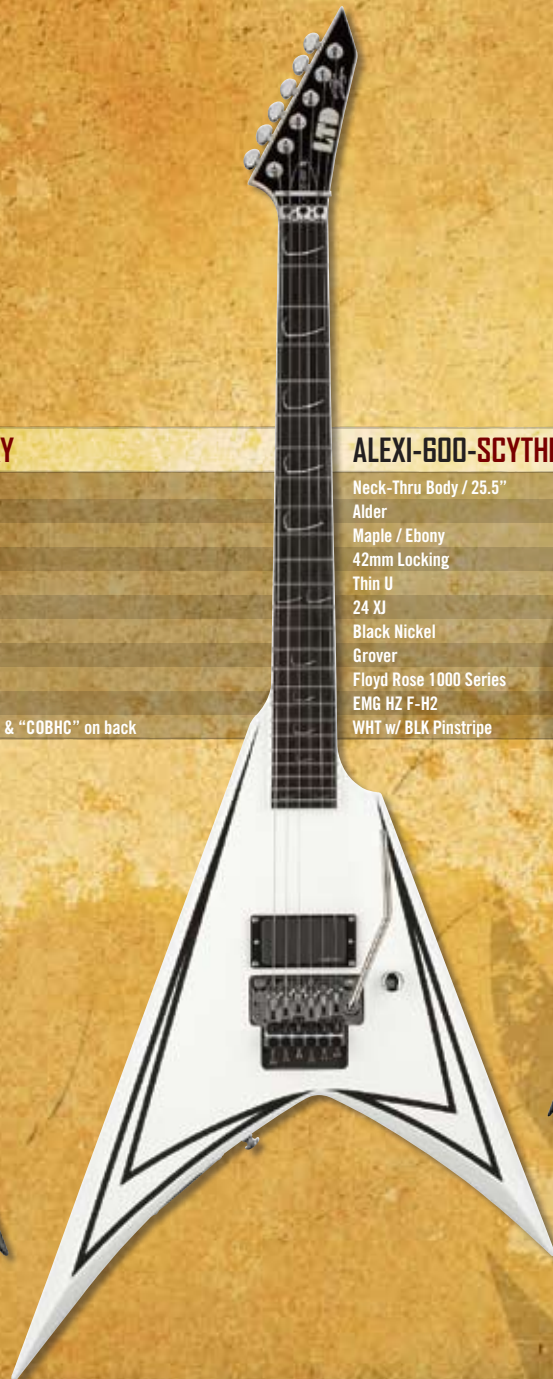 LTD
Y
& “COBHC” on back
ALEXI-600-SCYTHE
Neck-Thru Body / 25.5”
Alder
Maple / Ebony
42mm Locking
Thin U
24 XJ
Black Nickel
Grover
Floyd Rose 1000 Series
EMG HZ F-H2
WHT w/ BLK Pinstripe